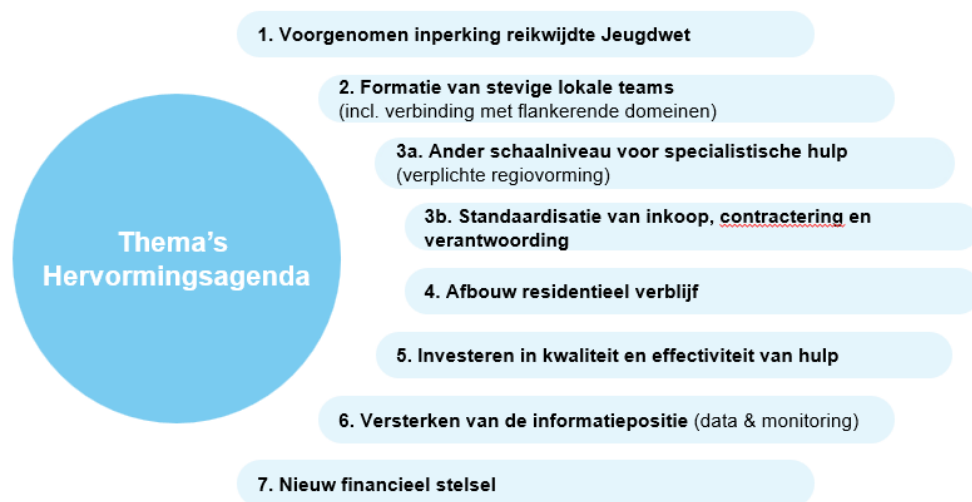 1. Voorgenomen inperking reikwijdte Jeugdwet
2. Formatie van stevige lokale teams
(incl. verbinding met flankerende domeinen)
3a. Ander schaalniveau voor specialistische hulp
(verplichte regiovorming)
3b. Standaardisatie van inkoop, contractering en
verantwoording
Thema's
Hervormingsagenda
4. Afbouw residentieel verblijf
5. Investeren in kwaliteit en effectiviteit van hulp
6. Versterken van de informatiepositie (data & monitoring)
7. Nieuw financieel stelsel